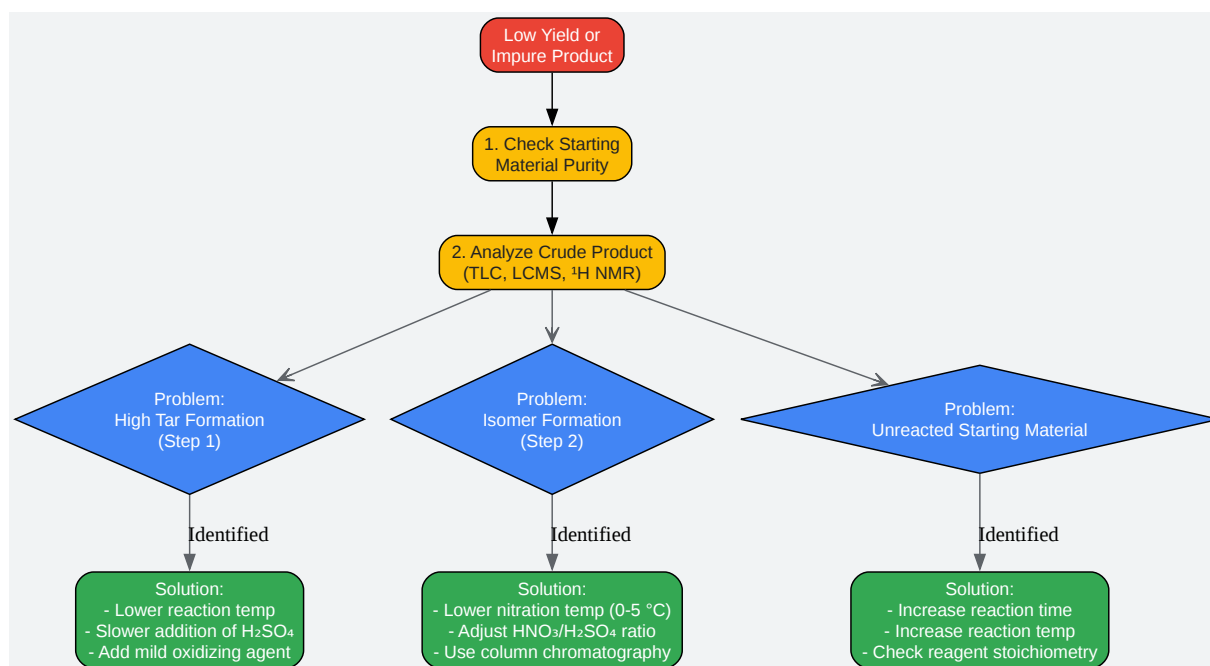 Low Yield or
Impure Product
1. Check Starting
Material Purity
2. Analyze Crude Product
(TLC, LCMS, ¹H NMR)
Problem:
High Tar Formation
(Step 1)
Problem:
Isomer Formation
(Step 2)
Problem:
Unreacted Starting Material
Identified
Identified
Identified
Solution:
- Lower reaction temp
- Slower addition of H₂SO₄
- Add mild oxidizing agent
Solution:
- Lower nitration temp (0-5 °C)
- Adjust HNO₃/H₂SO₄ ratio
- Use column chromatography
Solution:
- Increase reaction time
- Increase reaction temp
- Check reagent stoichiometry